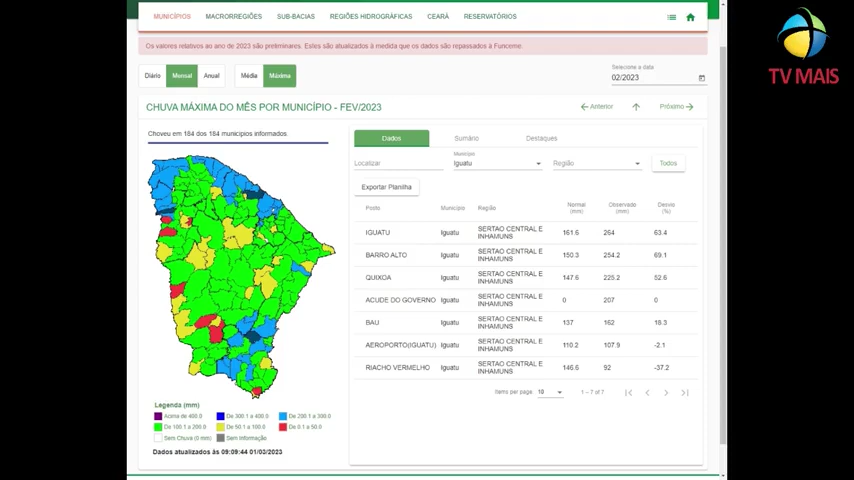 MUNICÍPIOS MACRORREGIÕES SUB-BACIAS REGIÕES HIDROGRÁFICAS CEARÁ RESERVATÓRIOS
TV MAIS
Os valores relativos ao ano de 2023 são preliminares. Estes são atualizados à medida que os dados são repassados à Funceme.
Diário Mensal Anual Média Máxima
Selecione a data
02/2023
CHUVA MÁXIMA DO MÊS POR MUNICÍPIO - FEV/2023
Anterior Próximo
Choveu em 184 dos 184 municípios informados.
Dados Sumário Destaques
Localizar Município Iguatu Região Todos
Exportar Planilha
Posto Município Região Normal (mm) Observado (mm) Desvio (%)
IGUATU Iguatu SERTAO CENTRAL E INHAMUNS 161.6 264 63.4
BARRO ALTO Iguatu SERTAO CENTRAL E INHAMUNS 150.3 254.2 69.1
QUIXOA Iguatu SERTAO CENTRAL E INHAMUNS 147.6 225.2 52.6
ACUDE DO GOVERNO Iguatu SERTAO CENTRAL E INHAMUNS 0 207 0
BAU Iguatu SERTAO CENTRAL E INHAMUNS 137 162 18.3
AEROPORTO(IGUATU) Iguatu SERTAO CENTRAL E INHAMUNS 110.2 107.9 -2.1
RIACHO VERMELHO Iguatu SERTAO CENTRAL E INHAMUNS 146.6 92 -37.2
Items per page 10 1 – 7 of 7
Legenda (mm)
Acima de 400.0 De 300.1 a 400.0 De 200.1 a 300.0
De 100.1 a 200.0 De 50.1 a 100.0 De 0.1 a 50.0
Sem Chuva (0 mm) Sem Informação
Dados atualizados às 09:09:44 01/03/2023